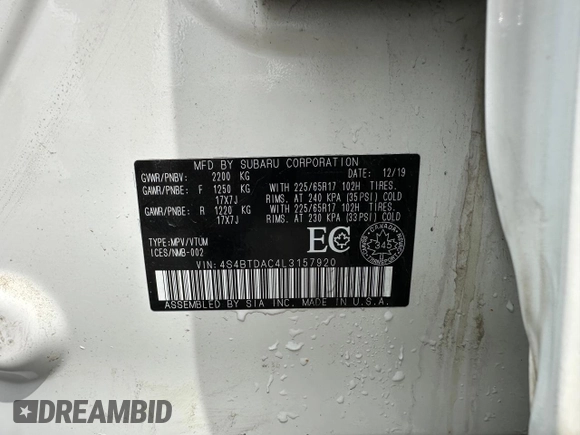 MFD BY SUBARU CORPORATION
GVWR/PNBV: 2200 KG DATE: 12/19
GAWR/PNBE: F 1250 KG WITH 225/65R17 102H TIRES.
17X7J RIMS. AT 240 KPA (35PSI) COLD
GAWR/PNBE: R 1220 KG WITH 225/65R17 102H TIRES.
17X7J RIMS. AT 230 KPA (33PSI) COLD
TYPE:MPV/VTUM
ICES/NMB-002
EC
CANADA
345
VIN:4S4BTDAC4L3157920
ASSEMBLED BY SIA INC. MADE IN U.S.A.
DREAMBID